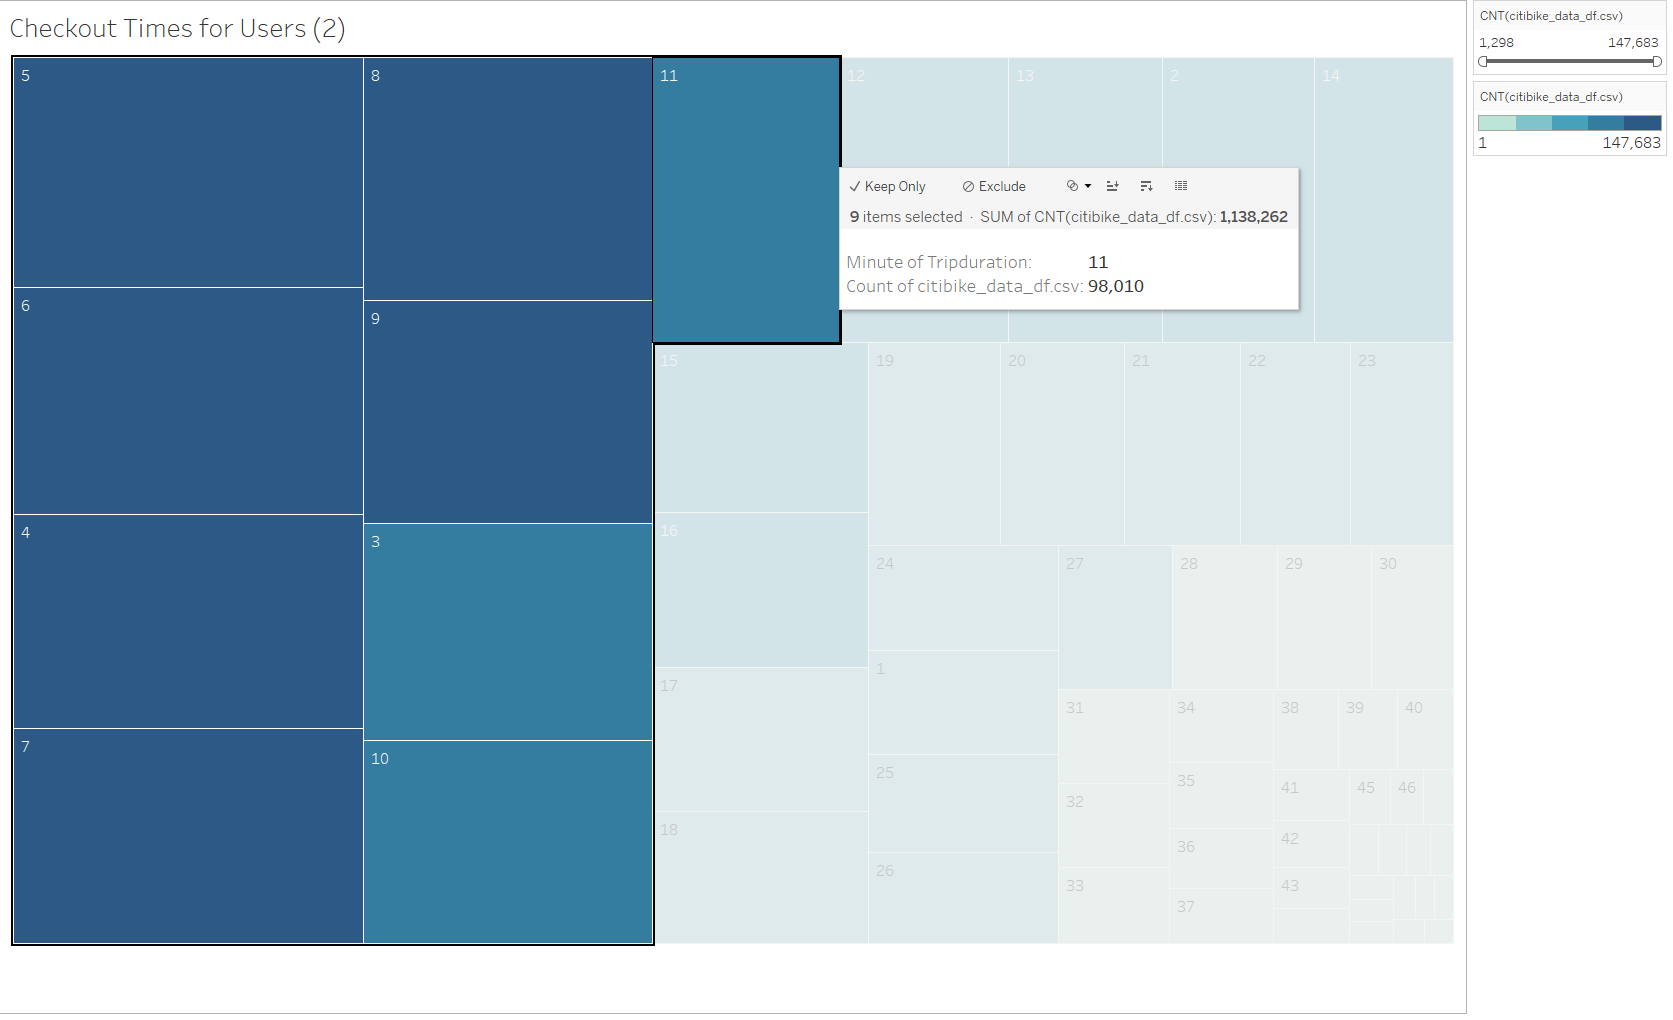 Checkout Times for Users (2)
CNT(citibike_data_df.csv)
1,298 147,683
CNT(citibike_data_df.csv)
1 147,683
5 8 11 12 13 2 14
✓ Keep Only Exclude
9 items selected · SUM of CNT(citibike_data_df.csv): 1,138,262
Minute of Tripduration: 11
Count of citibike_data_df.csv: 98,010
6 9
15 19 20 21 22 23
4 3 16
24 27 28 29 30
1
17
31 34 38 39 40
7 10
25 35 41 45 46
32
18 42
36
26 33 43
37